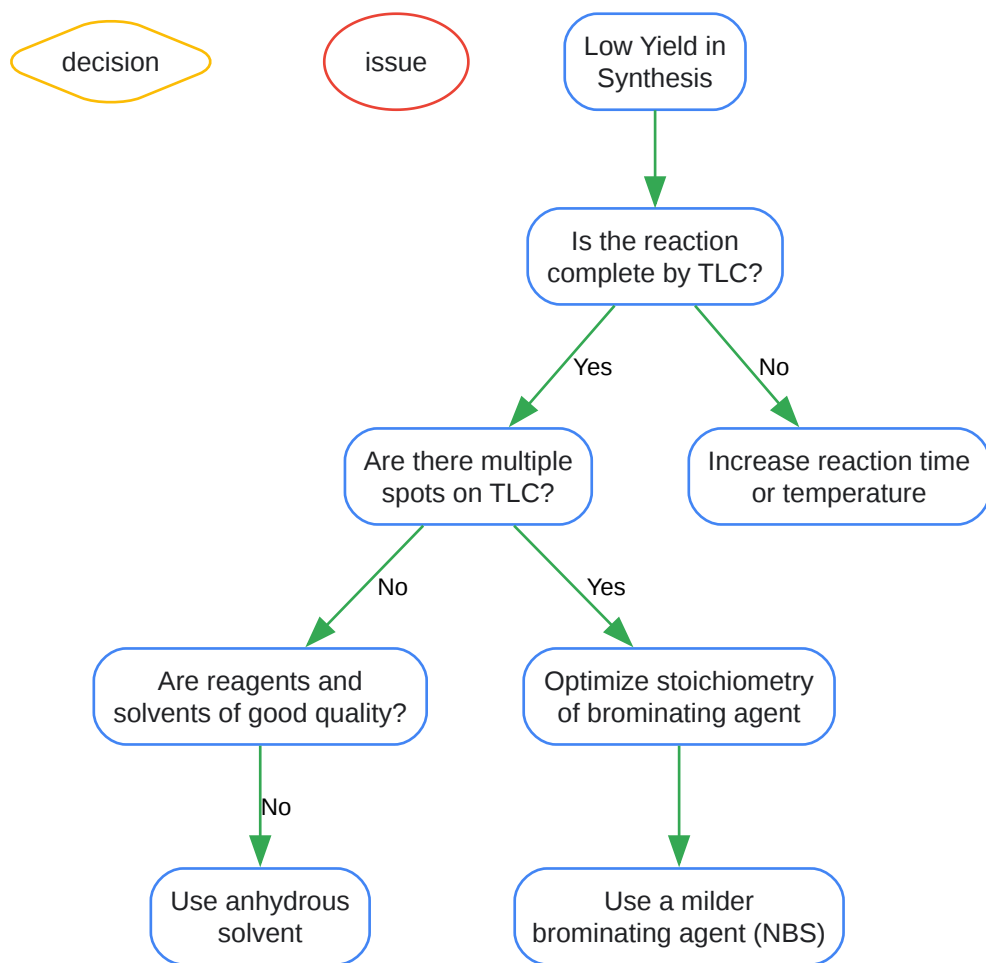 decision
issue
Low Yield in
Synthesis
Is the reaction
complete by TLC?
Yes
No
Are there multiple
spots on TLC?
Increase reaction time
or temperature
No
Yes
Are reagents and
solvents of good quality?
Optimize stoichiometry
of brominating agent
No
Use anhydrous
solvent
Use a milder
brominating agent (NBS)